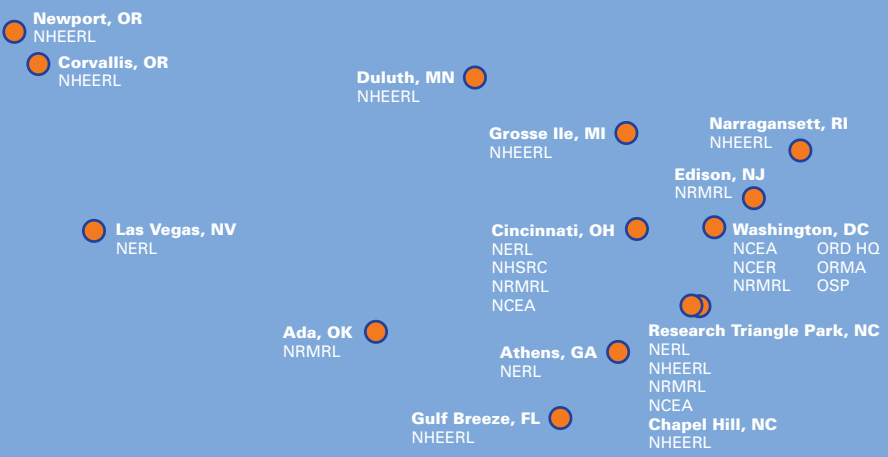 Newport, OR
NHEERL
Corvallis, OR
NHEERL
Duluth, MN
NHEERL
Grosse Ile, MI
NHEERL
Narragansett, RI
NHEERL
Edison, NJ
NRMRL
Las Vegas, NV
NERL
Cincinnati, OH
NERL
NHSRC
NRMRL
NCEA
Washington, DC
NCEA ORD HQ
NCER ORMA
NRMRL OSP
Ada, OK
NRMRL
Athens, GA
NERL
Research Triangle Park, NC
NERL
NHEERL
NRMRL
NCEA
Chapel Hill, NC
NHEERL
Gulf Breeze, FL
NHEERL